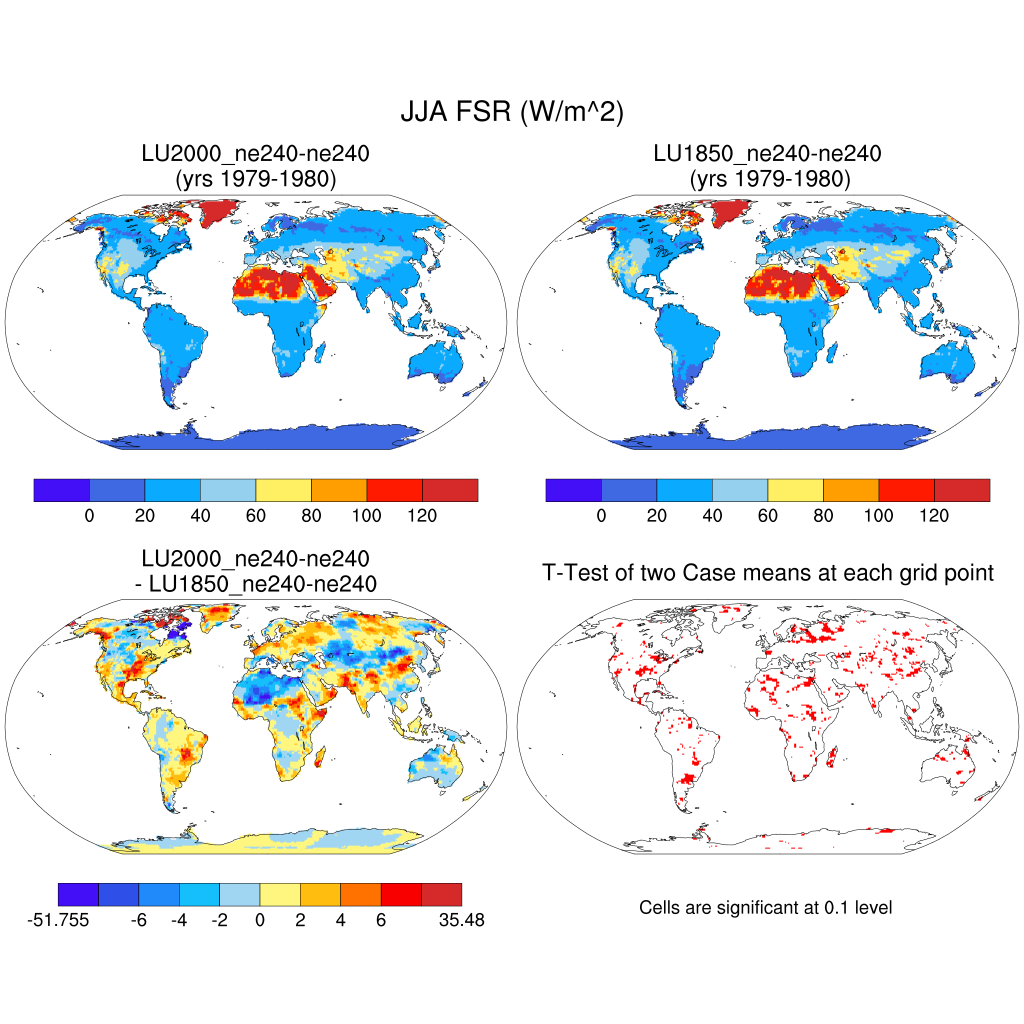 JJA FSR (W/m^2)
LU2000_ne240-ne240
(yrs 1979-1980)
LU1850_ne240-ne240
(yrs 1979-1980)
0 20 40 60 80 100 120
0 20 40 60 80 100 120
LU2000_ne240-ne240
- LU1850_ne240-ne240
T-Test of two Case means at each grid point
-51.755 -6 -4 -2 0 2 4 6 35.48
Cells are significant at 0.1 level